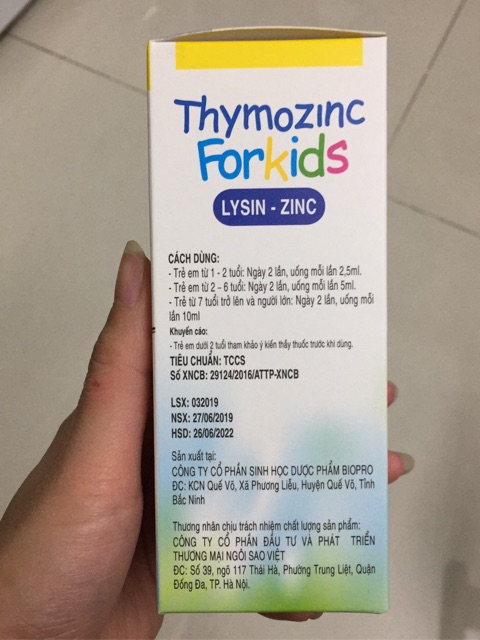 Thymozinc
Forkids
LYSIN - ZINC
CÁCH DÙNG:
- Trẻ em từ 1 - 2 tuổi: Ngày 2 lần, uống mỗi lần 2,5ml.
- Trẻ em từ 2 – 6 tuổi: Ngày 2 lần, uống mỗi lần 5ml.
- Trẻ từ 7 tuổi trở lên và người lớn: Ngày 2 lần, uống mỗi
lần 10ml
Khuyến cáo:
- Trẻ em dưới 2 tuổi tham khảo ý kiến thầy thuốc trước khi dùng.
TIÊU CHUẨN: TCCS
Số XNCB: 29124/2016/ATTP-XNCB
LSX: 032019
NSX: 27/06/2019
HSD: 26/06/2022
Sản xuất tại:
CÔNG TY CỔ PHẦN SINH HỌC DƯỢC PHẨM BIOPRO
ĐC: KCN Quế Võ, Xã Phương Liễu, Huyện Quế Võ, Tỉnh
Bắc Ninh
Thương nhân chịu trách nhiệm chất lượng sản phẩm:
CÔNG TY CỔ PHẦN ĐẦU TƯ VÀ PHÁT TRIỂN
THƯƠNG MẠI NGÔI SAO VIỆT
ĐC: Số 39, ngõ 117 Thái Hà, Phường Trung Liệt, Quận
Đống Đa, TP. Hà Nội.